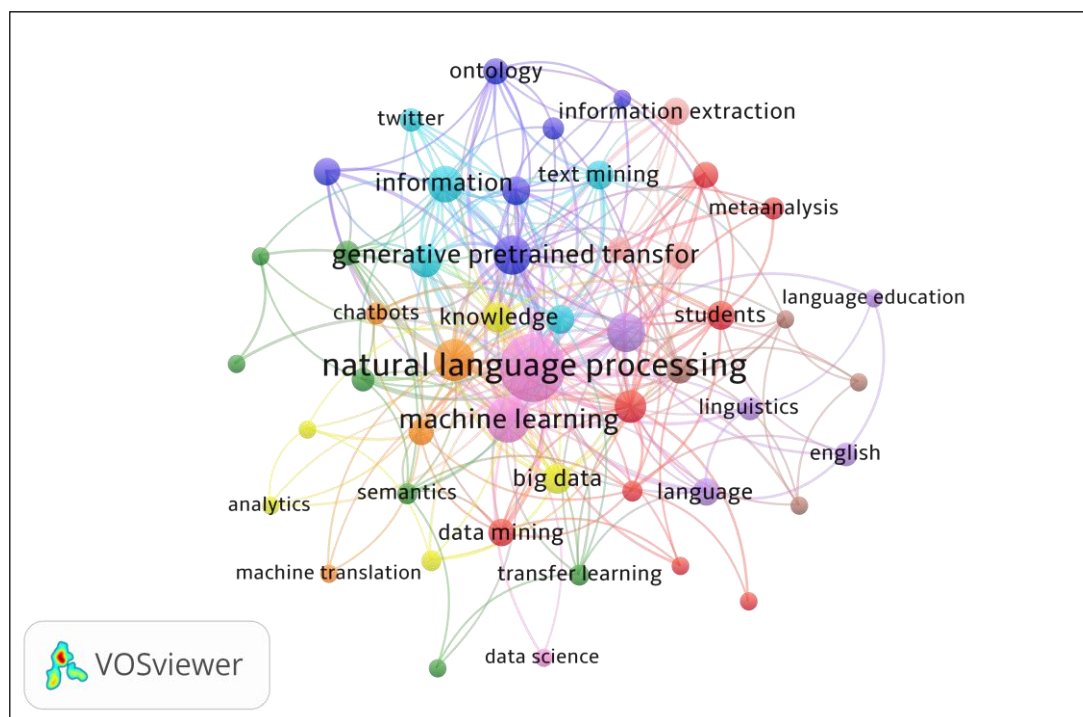 ontology
information extraction
twitter
text mining
information
metaanalysis
generative pretrained transfor
language education
chatbots
knowledge
students
natural language processing
linguistics
machine learning
english
big data
semantics
language
analytics
data mining
machine translation
transfer learning
data science
VOSviewer